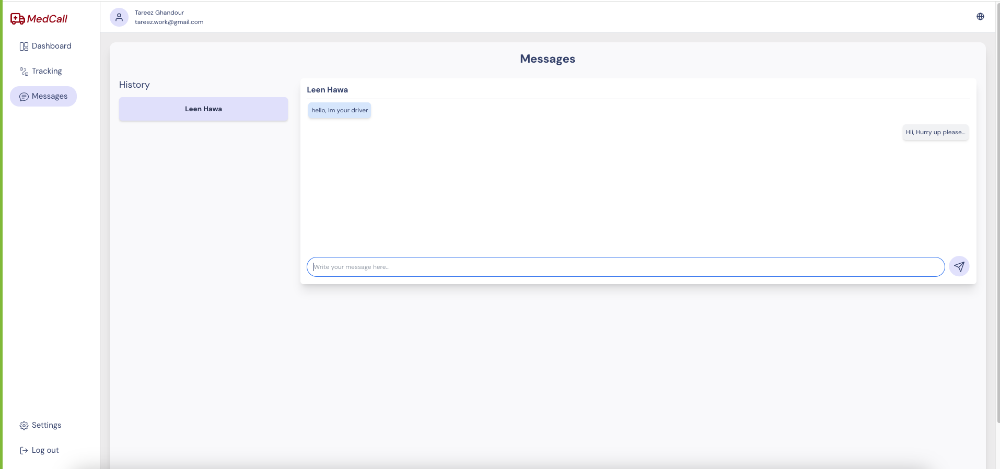 MedCall
Tareez Ghandour
tareez.work@gmail.com
Dashboard
Tracking
Messages
Settings
Log out
Messages
History
Leen Hawa
Leen Hawa
hello, Im your driver
Hii, Hurry up please...
Write your message here...